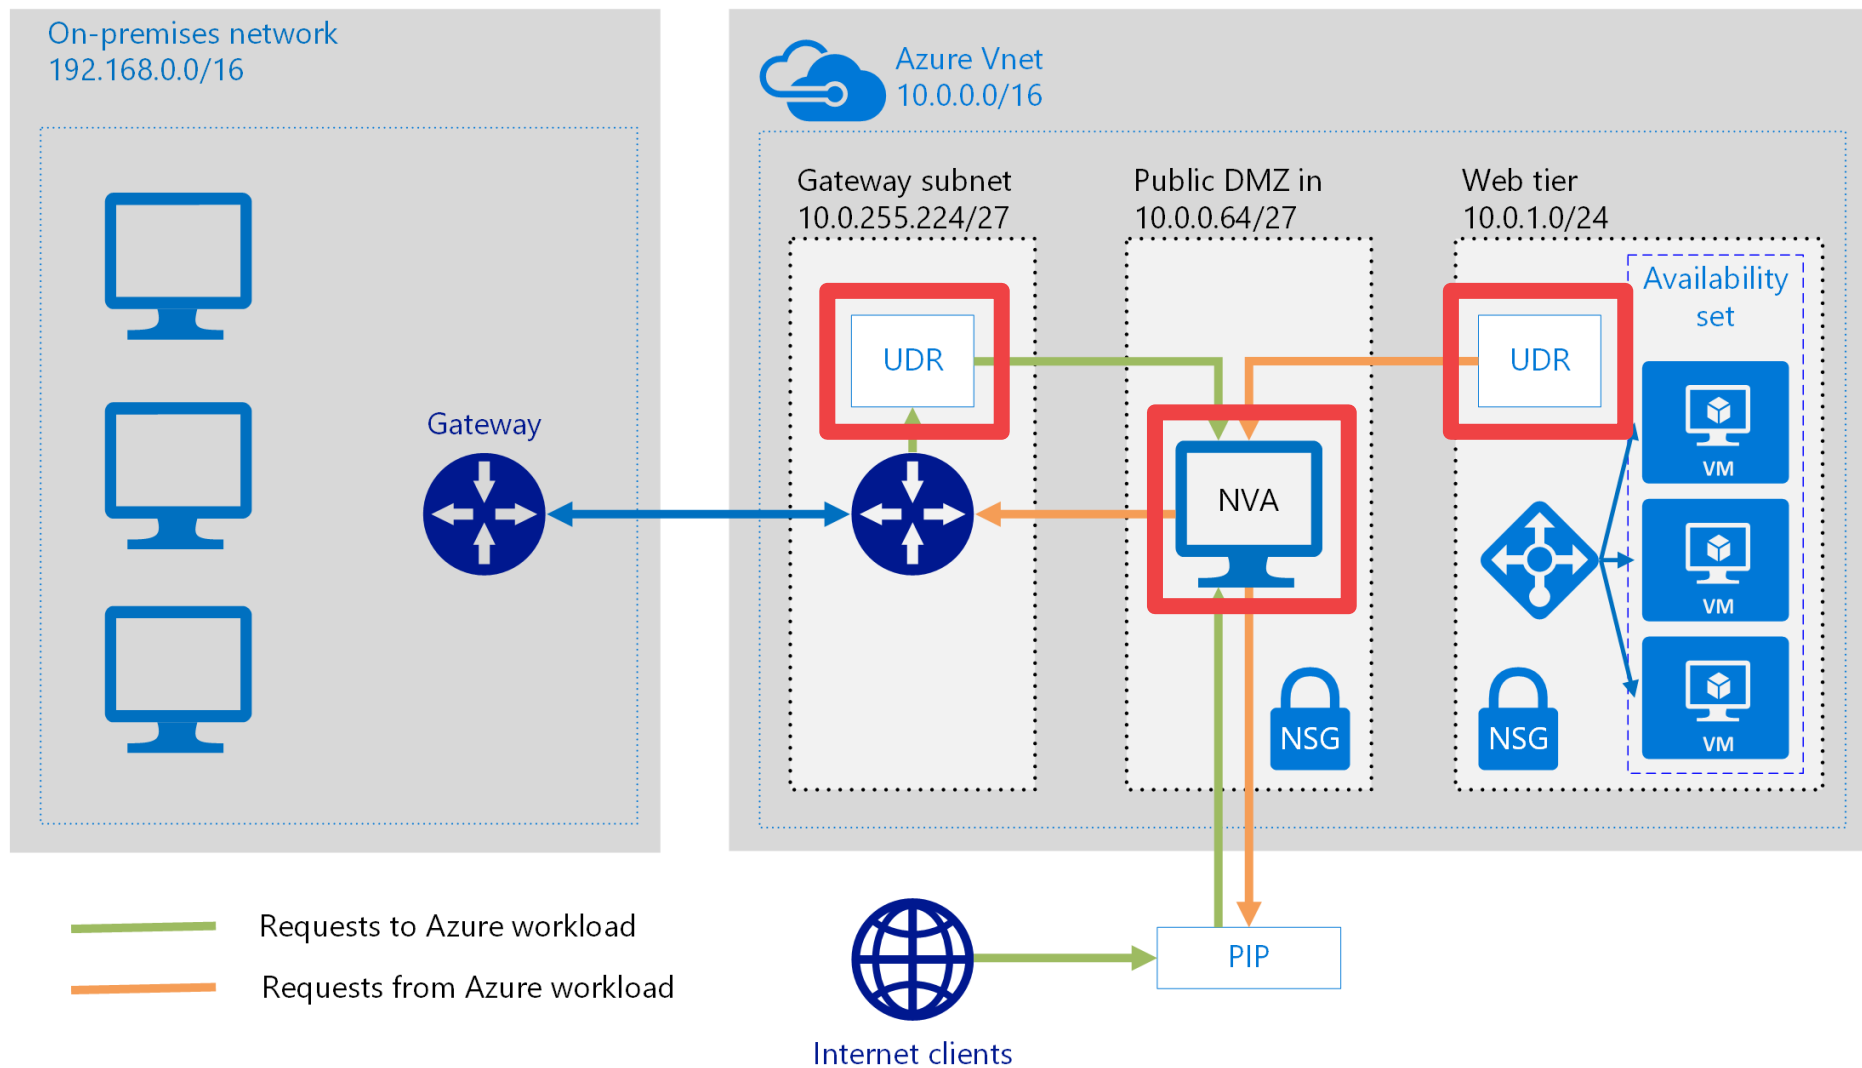 On-premises network
192.168.0.0/16
Azure Vnet
10.0.0.0/16
Gateway subnet
10.0.255.224/27
Public DMZ in
10.0.0.64/27
Web tier
10.0.1.0/24
Availability
set
UDR
UDR
Gateway
NVA
VM
VM
VM
NSG
NSG
Requests to Azure workload
Requests from Azure workload
PIP
Internet clients